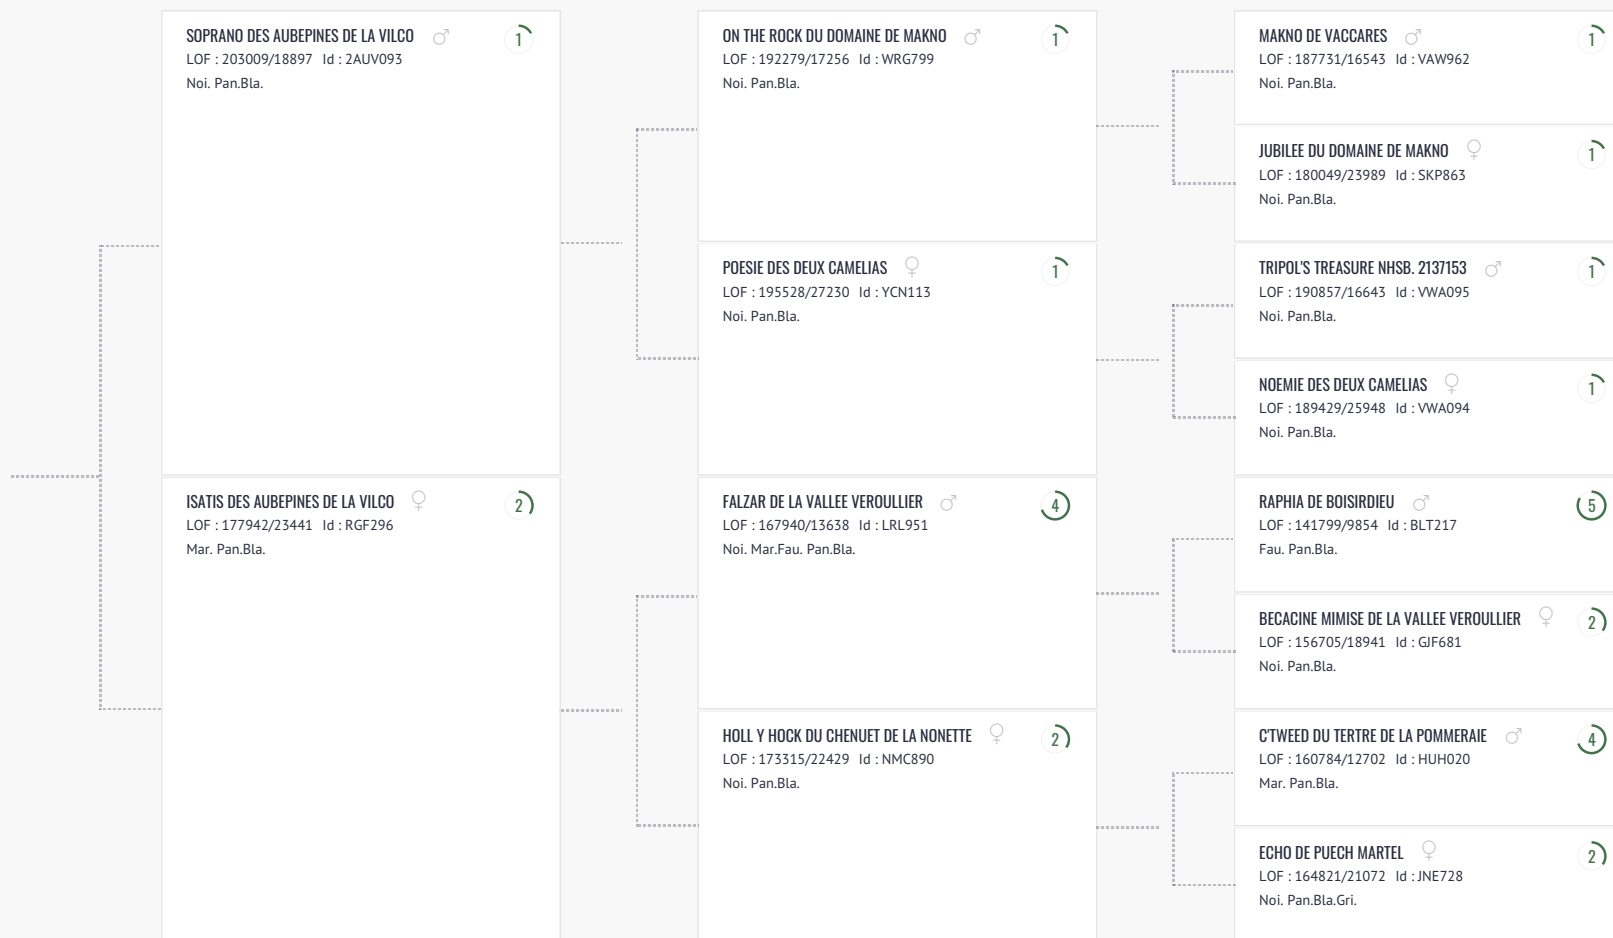 SOPRANO DES AUBEPINES DE LA VILCO
1
LOF : 203009/18897 Id : 2AUV093
Noi. Pan.Bla.
ISATIS DES AUBEPINES DE LA VILCO
2
LOF : 177942/23441 Id : RGF296
Mar. Pan.Bla.
ON THE ROCK DU DOMAINE DE MAKNO
1
LOF : 192279/17256 Id : WRG799
Noi. Pan.Bla.
POESIE DES DEUX CAMELIAS
1
LOF : 195528/27230 Id : YCN113
Noi. Pan.Bla.
FALZAR DE LA VALLEE VEROULLIER
4
LOF : 167940/13638 Id : LRL951
Noi. Mar.Fau. Pan.Bla.
HOLL Y HOCK DU CHENUET DE LA NONETTE
2
LOF : 173315/22429 Id : NMC890
Noi. Pan.Bla.
MAKNO DE VACCARES
1
LOF : 187731/16543 Id : VAW962
Noi. Pan.Bla.
JUBILEE DU DOMAINE DE MAKNO
1
LOF : 180049/23989 Id : SKP863
Noi. Pan.Bla.
TRIPOL'S TREASURE NHSB. 2137153
1
LOF : 190857/16643 Id : VWA095
Noi. Pan.Bla.
NOEMIE DES DEUX CAMELIAS
1
LOF : 189429/25948 Id : VWA094
Noi. Pan.Bla.
RAPHIA DE BOISIRDIEU
5
LOF : 141799/9854 Id : BLT217
Fau. Pan.Bla.
BECACINE MIMISE DE LA VALLEE VEROULLIER
2
LOF : 156705/18941 Id : GJF681
Noi. Pan.Bla.
C'TWEED DU TERTRE DE LA POMMERAIE
4
LOF : 160784/12702 Id : HUH020
Mar. Pan.Bla.
ECHO DE PUECH MARTEL
2
LOF : 164821/21072 Id : JNE728
Noi. Pan.Bla.Gri.